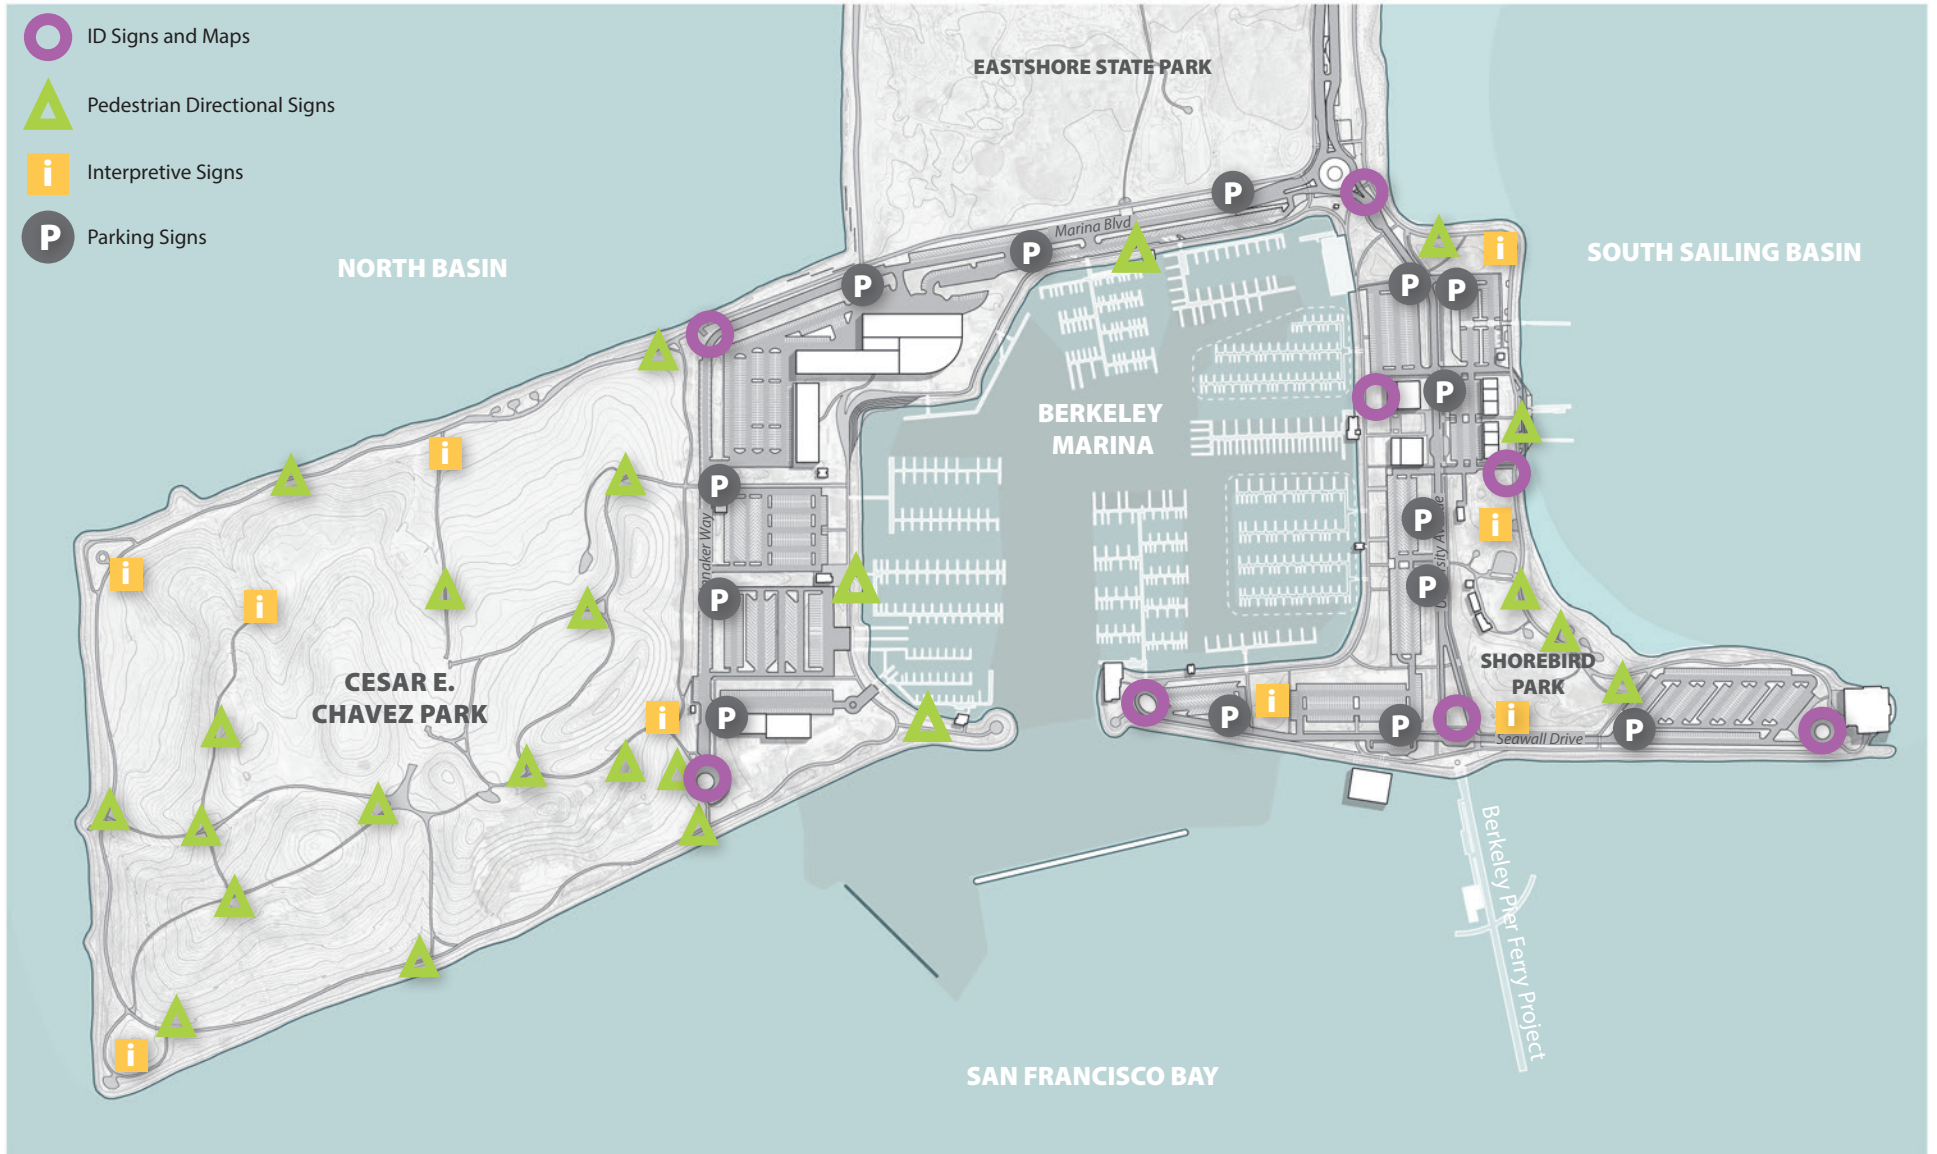 ID Signs and Maps
Pedestrian Directional Signs
i
Interpretive Signs
P
Parking Signs
EASTSHORE STATE PARK
P
Marina Blvd
P
i
SOUTH SAILING BASIN
NORTH BASIN
P
P
P
P
BERKELEY
MARINA
i
P
P
i
i
P
P
P
CESAR E.
CHAVEZ PARK
SHOREBIRD
PARK
i
i
i
P
P
P
P
Seawall Drive
Berkeley Pier Ferry Project
i
SAN FRANCISCO BAY